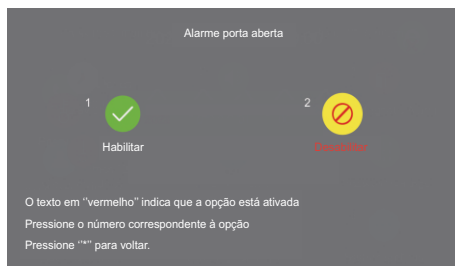 Alarme porta aberta
1
2
Habilitar
O texto em ‘‘vermelho’’ indica que a opção está ativada
Pressione o número correspondente à opção
Pressione ‘‘*’’ para voltar.